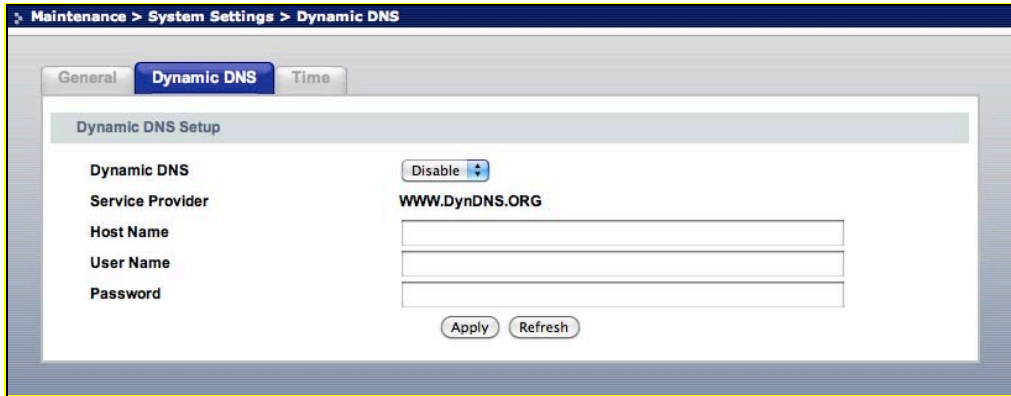 Maintenance > System Settings > Dynamic DNS
General Dynamic DNS Time
Dynamic DNS Setup
Dynamic DNS Disable
Service Provider WWW.DynDNS.ORG
Host Name
User Name
Password
Apply Refresh